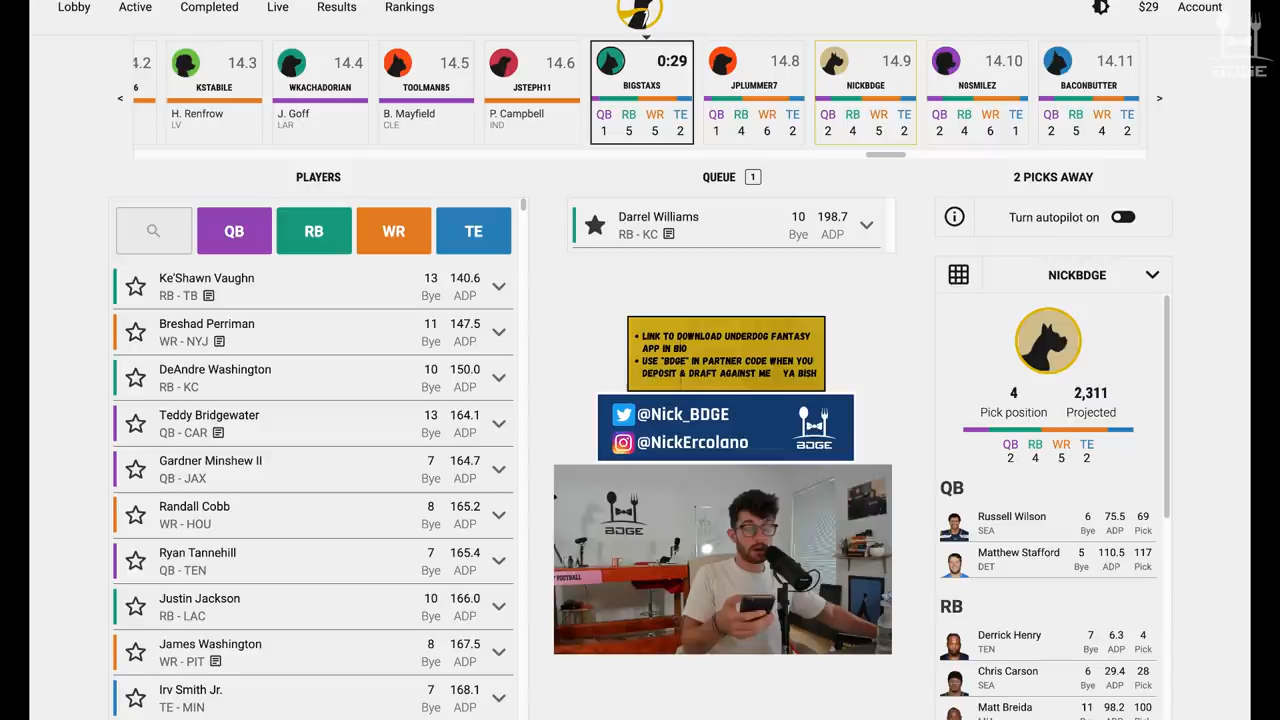 Lobby Active Completed Live Results Rankings $29 Account
BDGE
4.2 14.3 14.4 14.5 14.6 0:29 14.8 14.9 14.10 14.11
6 KSTABILE WKACHADORIAN TOOLMAN85 JSTEPH11 BIGSTAXS JPLUMMER7 NICKBDGE N0SMILEZ BACONBUTTER
H. Renfrow J. Goff B. Mayfield P. Campbell QB RB WR TE QB RB WR TE QB RB WR TE QB RB WR TE QB RB WR TE
LV LAR CLE IND 1 5 5 2 1 4 6 2 2 4 5 2 2 4 6 1 2 5 4 2
PLAYERS
QB RB WR TE
Ke'Shawn Vaughn 13 140.6
RB - TB Bye ADP
Breshad Perriman 11 147.5
WR - NYJ Bye ADP
DeAndre Washington 10 150.0
RB - KC Bye ADP
Teddy Bridgewater 13 164.1
QB - CAR Bye ADP
Gardner Minshew II 7 164.7
QB - JAX Bye ADP
Randall Cobb 8 165.2
WR - HOU Bye ADP
Ryan Tannehill 7 165.4
QB - TEN Bye ADP
Justin Jackson 10 166.0
RB - LAC Bye ADP
James Washington 8 167.5
WR - PIT Bye ADP
Irv Smith Jr. 7 168.1
TE - MIN Bye ADP
QUEUE 1
Darrel Williams 10 198.7
RB - KC Bye ADP
• LINK TO DOWNLOAD UNDERDOG FANTASY
APP IN BIO
• USE "BDGE" IN PARTNER CODE WHEN YOU
DEPOSIT & DRAFT AGAINST ME YA BISH
@Nick_BDGE
@NickErcolano
BDGE
BDGE
FOOTBALL
2 PICKS AWAY
Turn autopilot on
NICKBDGE
4 2,311
Pick position Projected
QB RB WR TE
2 4 5 2
QB
Russell Wilson 6 75.5 69
SEA Bye ADP Pick
Matthew Stafford 5 110.5 117
DET Bye ADP Pick
RB
Derrick Henry 7 6.3 4
TEN Bye ADP Pick
Chris Carson 6 29.4 28
SEA Bye ADP Pick
Matt Breida 11 98.2 100
Bye ADP Pick